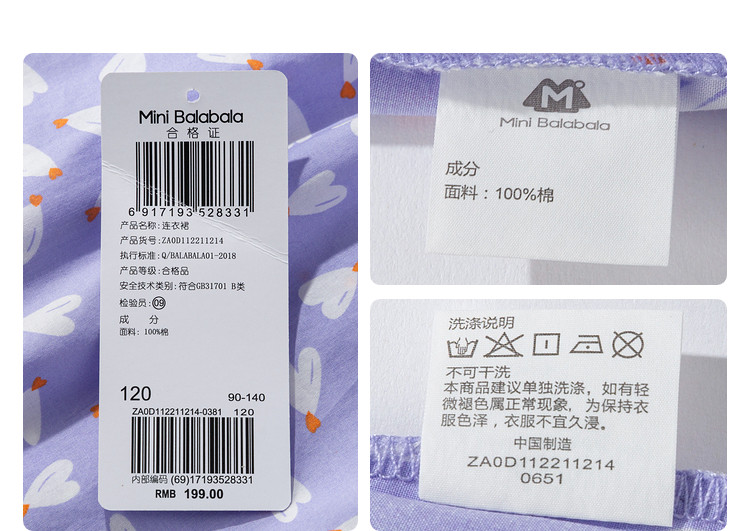 Mini Balabala
合格证
6 917193 528331
产品名称: 连衣裙
产品货号: ZA0D112211214
执行标准: Q/BALABALA01-2018
产品等级: 合格品
安全技术类别: 符合GB31701 B类
检验员: 09
成 分
面料: 100%棉
120 90-140
ZA0D112211214-0381 120
内部编码 (69)17193528331
RMB 199.00
M
Mini Balabala
成分
面料：100%棉
洗涤说明
不可干洗
本商品建议单独洗涤，如有轻
微褪色属正常现象，为保持衣
服色泽，衣服不宜久浸。
中国制造
ZA0D112211214
0651